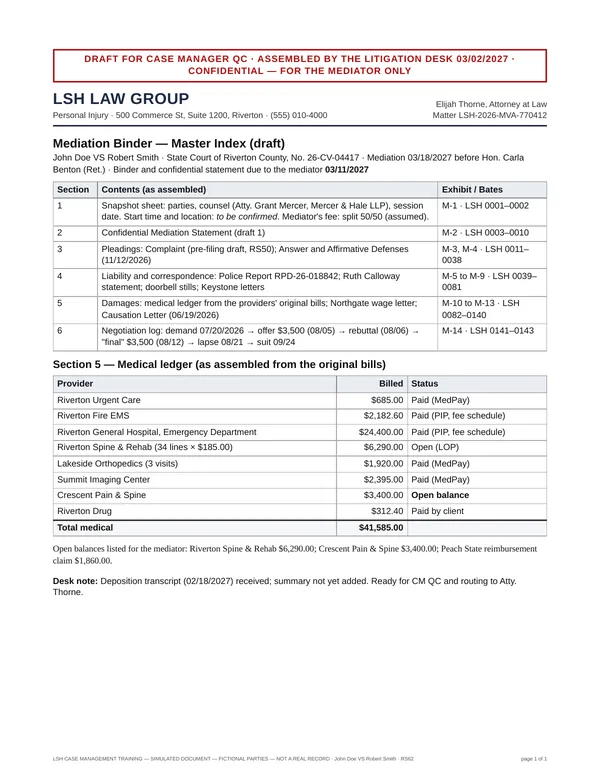 DRAFT FOR CASE MANAGER QC · ASSEMBLED BY THE LITIGATION DESK 03/02/2027 ·
CONFIDENTIAL — FOR THE MEDIATOR ONLY
LSH LAW GROUP
Elijah Thorne, Attorney at Law
Personal Injury · 500 Commerce St, Suite 1200, Riverton · (555) 010-4000
Matter LSH-2026-MVA-770412
Mediation Binder — Master Index (draft)
John Doe VS Robert Smith · State Court of Riverton County, No. 26-CV-04417 · Mediation 03/18/2027 before Hon. Carla
Benton (Ret.) · Binder and confidential statement due to the mediator 03/11/2027
Section Contents (as assembled) Exhibit / Bates
1 Snapshot sheet: parties, counsel (Atty. Grant Mercer, Mercer & Hale LLP), session M-1 · LSH 0001–0002
date. Start time and location: to be confirmed. Mediator's fee: split 50/50 (assumed).
2 Confidential Mediation Statement (draft 1) M-2 · LSH 0003–0010
3 Pleadings: Complaint (pre-filing draft, RS50); Answer and Affirmative Defenses M-3, M-4 · LSH 0011–
(11/12/2026) 0038
4 Liability and correspondence: Police Report RPD-26-018842; Ruth Calloway M-5 to M-9 · LSH 0039–
statement; doorbell stills; Keystone letters 0081
5 Damages: medical ledger from the providers' original bills; Northgate wage letter; M-10 to M-13 · LSH
Causation Letter (06/19/2026) 0082–0140
6 Negotiation log: demand 07/20/2026 → offer $3,500 (08/05) → rebuttal (08/06) → M-14 · LSH 0141–0143
"final" $3,500 (08/12) → lapse 08/21 → suit 09/24
Section 5 — Medical ledger (as assembled from the original bills)
Provider Billed Status
Riverton Urgent Care $685.00 Paid (MedPay)
Riverton Fire EMS $2,182.60 Paid (PIP, fee schedule)
Riverton General Hospital, Emergency Department $24,400.00 Paid (PIP, fee schedule)
Riverton Spine & Rehab (34 lines × $185.00) $6,290.00 Open (LOP)
Lakeside Orthopedics (3 visits) $1,920.00 Paid (MedPay)
Summit Imaging Center $2,395.00 Paid (MedPay)
Crescent Pain & Spine $3,400.00 Open balance
Riverton Drug $312.40 Paid by client
Total medical $41,585.00
Open balances listed for the mediator: Riverton Spine & Rehab $6,290.00; Crescent Pain & Spine $3,400.00; Peach State reimbursement
claim $1,860.00.
Desk note: Deposition transcript (02/18/2027) received; summary not yet added. Ready for CM QC and routing to Atty.
Thorne.
LSH CASE MANAGEMENT TRAINING — SIMULATED DOCUMENT — FICTIONAL PARTIES — NOT A REAL RECORD · John Doe VS Robert Smith · RS62 page 1 of 1